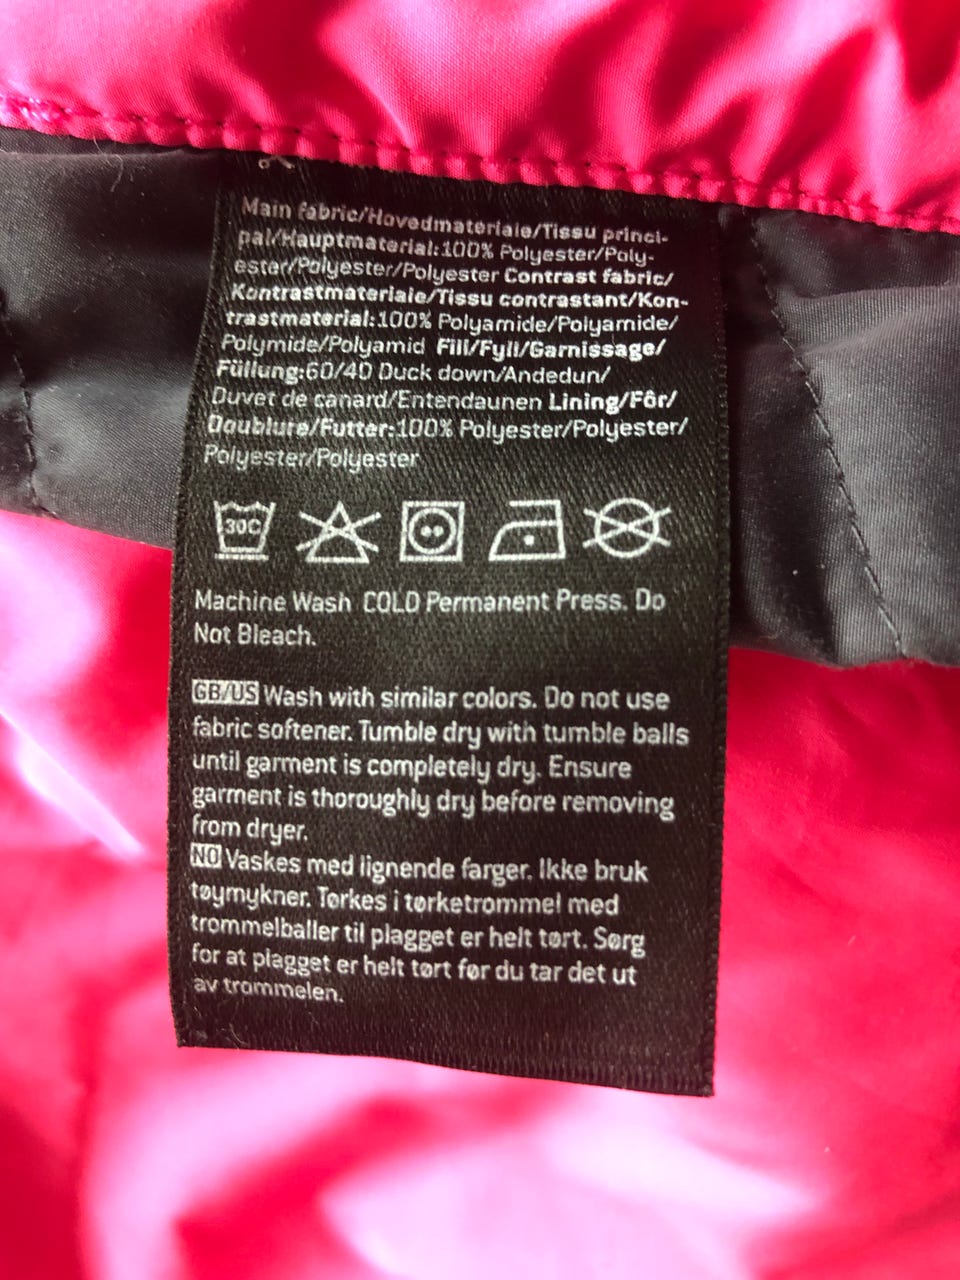 Main fabric/Hovedmateriale/Tissu princi-
pal/Hauptmaterial:100% Polyester/Poly-
ester/Polyester/Polyester Contrast fabric/
Kontrastmateriale/Tissu contrastant/Kon-
trastmaterial:100% Polyamide/Polyamide/
Polymide/Polyamid Fill/Fyll/Garnissage/
Füllung:60/40 Duck down/Andedun/
Duvet de canard/Entendaunen Lining/Fôr/
Doublure/Futter:100% Polyester/Polyester/
Polyester/Polyester
30C
Machine Wash COLD Permanent Press. Do
Not Bleach.
GB/US Wash with similar colors. Do not use
fabric softener. Tumble dry with tumble balls
until garment is completely dry. Ensure
garment is thoroughly dry before removing
from dryer.
NO Vaskes med lignende farger. Ikke bruk
tøymykner. Tørkes i tørketrommel med
trommelballer til plagget er helt tørt. Sørg
for at plagget er helt tørt før du tar det ut
av trommelen.